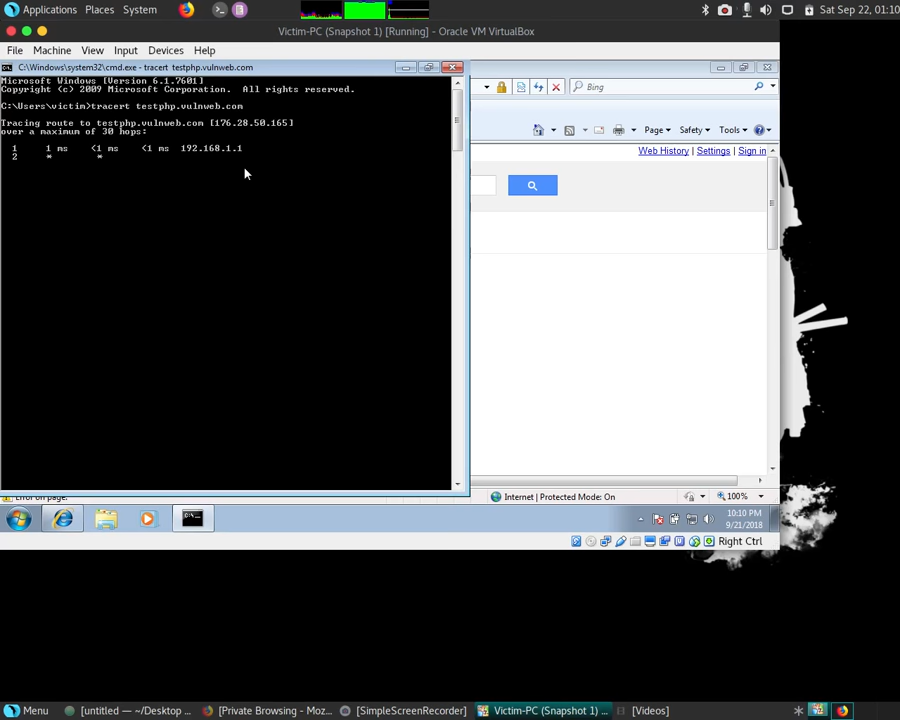 Applications Places System
Sat Sep 22, 01:10
Victim-PC (Snapshot 1) [Running] - Oracle VM VirtualBox
File Machine View Input Devices Help
C:\Windows\system32\cmd.exe - tracert testphp.vulnweb.com
Microsoft Windows [Version 6.1.7601]
Copyright (c) 2009 Microsoft Corporation. All rights reserved.
C:\Users\victim>tracert testphp.vulnweb.com
Tracing route to testphp.vulnweb.com [176.28.50.165]
over a maximum of 30 hops:
1 1 ms <1 ms <1 ms 192.168.1.1
2 * *
Bing
Page Safety Tools
Web History Settings Sign in
Error on page.
Internet | Protected Mode: On
100%
10:10 PM
9/21/2018
Right Ctrl
Menu
[untitled — ~/Desktop ...
[Private Browsing - Moz...
[SimpleScreenRecorder]
Victim-PC (Snapshot 1) ...
[Videos]